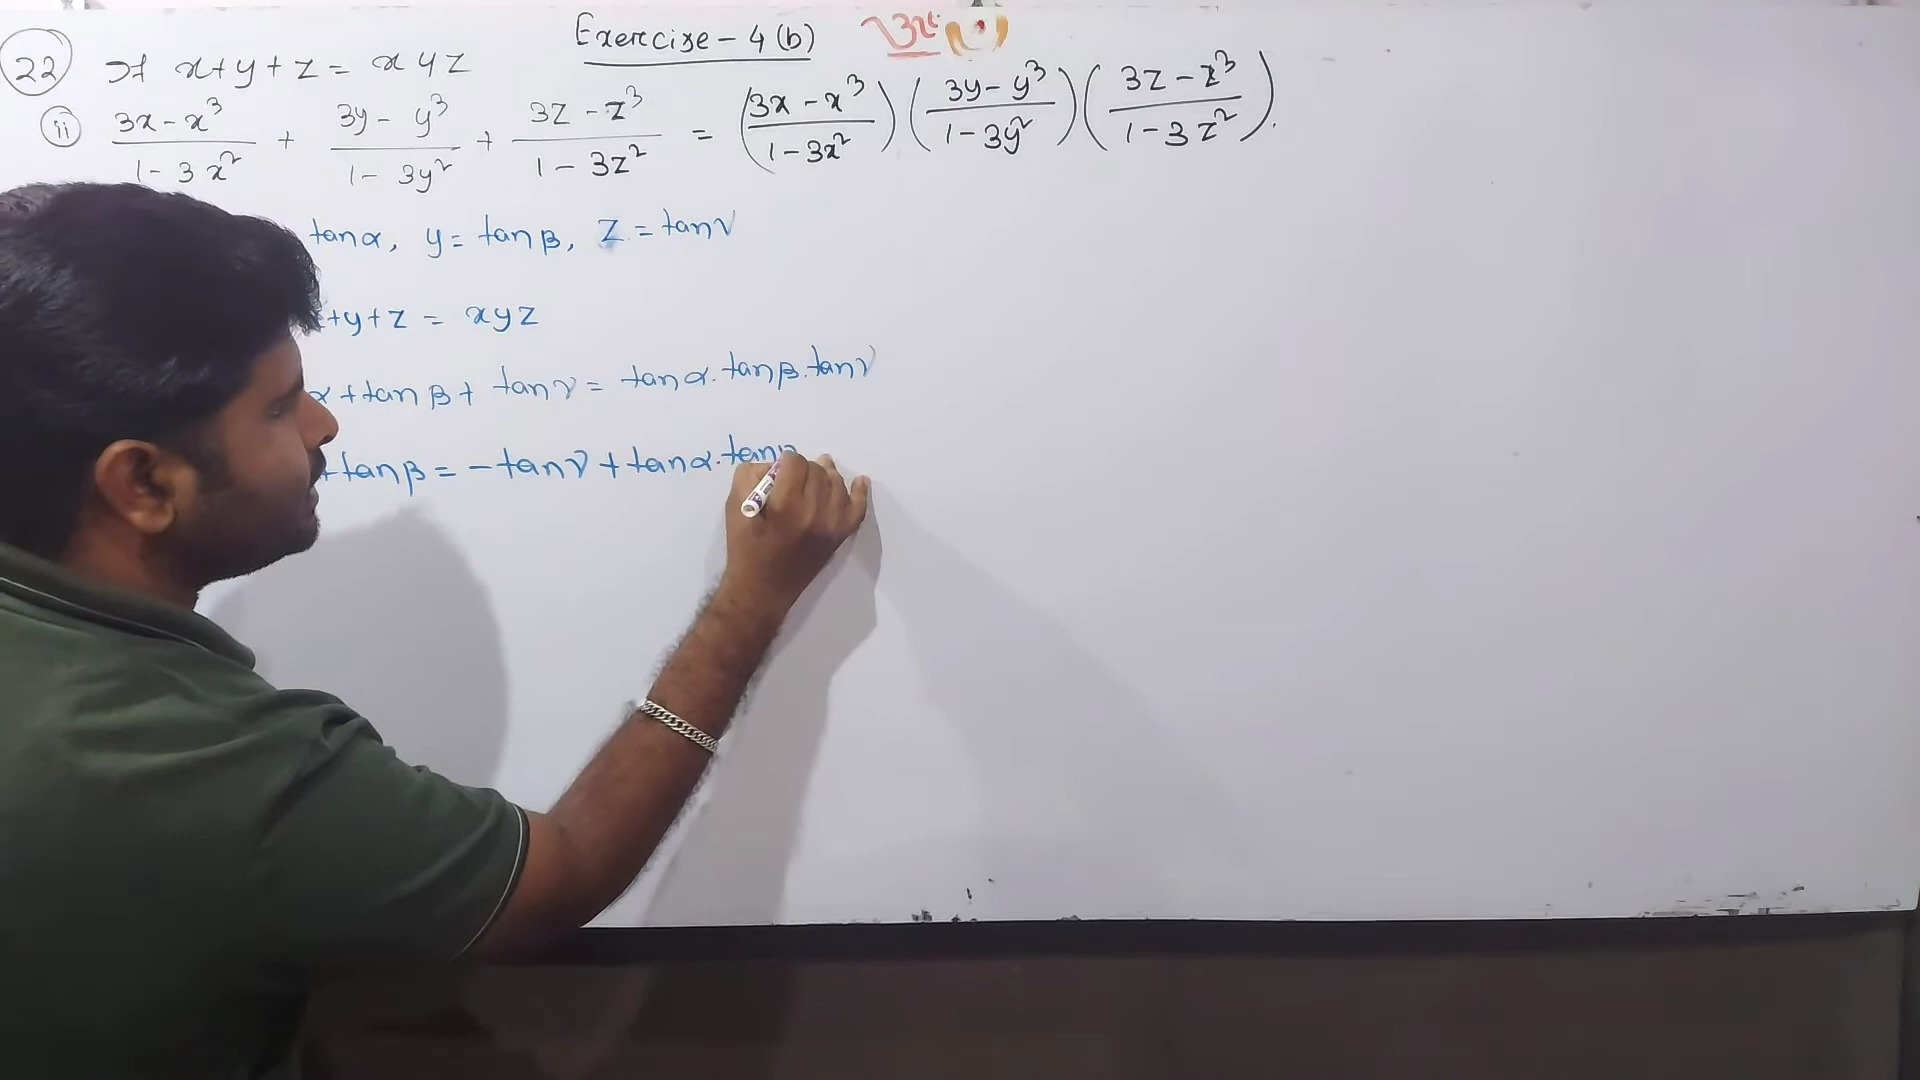 Exercise - 4 (b)
22 If x + y + z = x y z
ii (3x - x³)/(1 - 3x²) + (3y - y³)/(1 - 3y²) + (3z - z³)/(1 - 3z²) = ((3x - x³)/(1 - 3x²)) ((3y - y³)/(1 - 3y²)) ((3z - z³)/(1 - 3z²)).
tanα, y = tanβ, z = tanγ
+ y + z = xyz
α + tanβ + tanγ = tanα. tanβ. tanγ
+ tanβ = - tanγ + tanα. tanβ